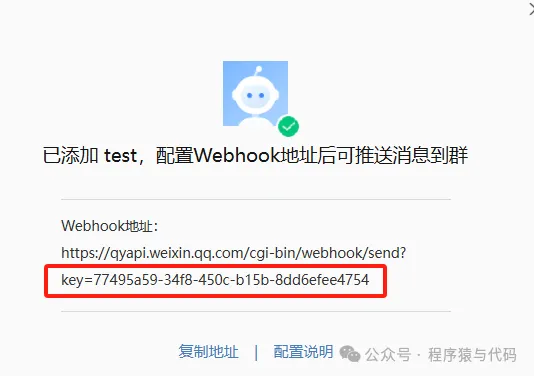 已添加 test，配置Webhook地址后可推送消息到群
Webhook地址：
https://qyapi.weixin.qq.com/cgi-bin/webhook/send?
key=77495a59-34f8-450c-b15b-8dd6efee4754
复制地址 | 配置说明 公众号 · 程序猿与代码